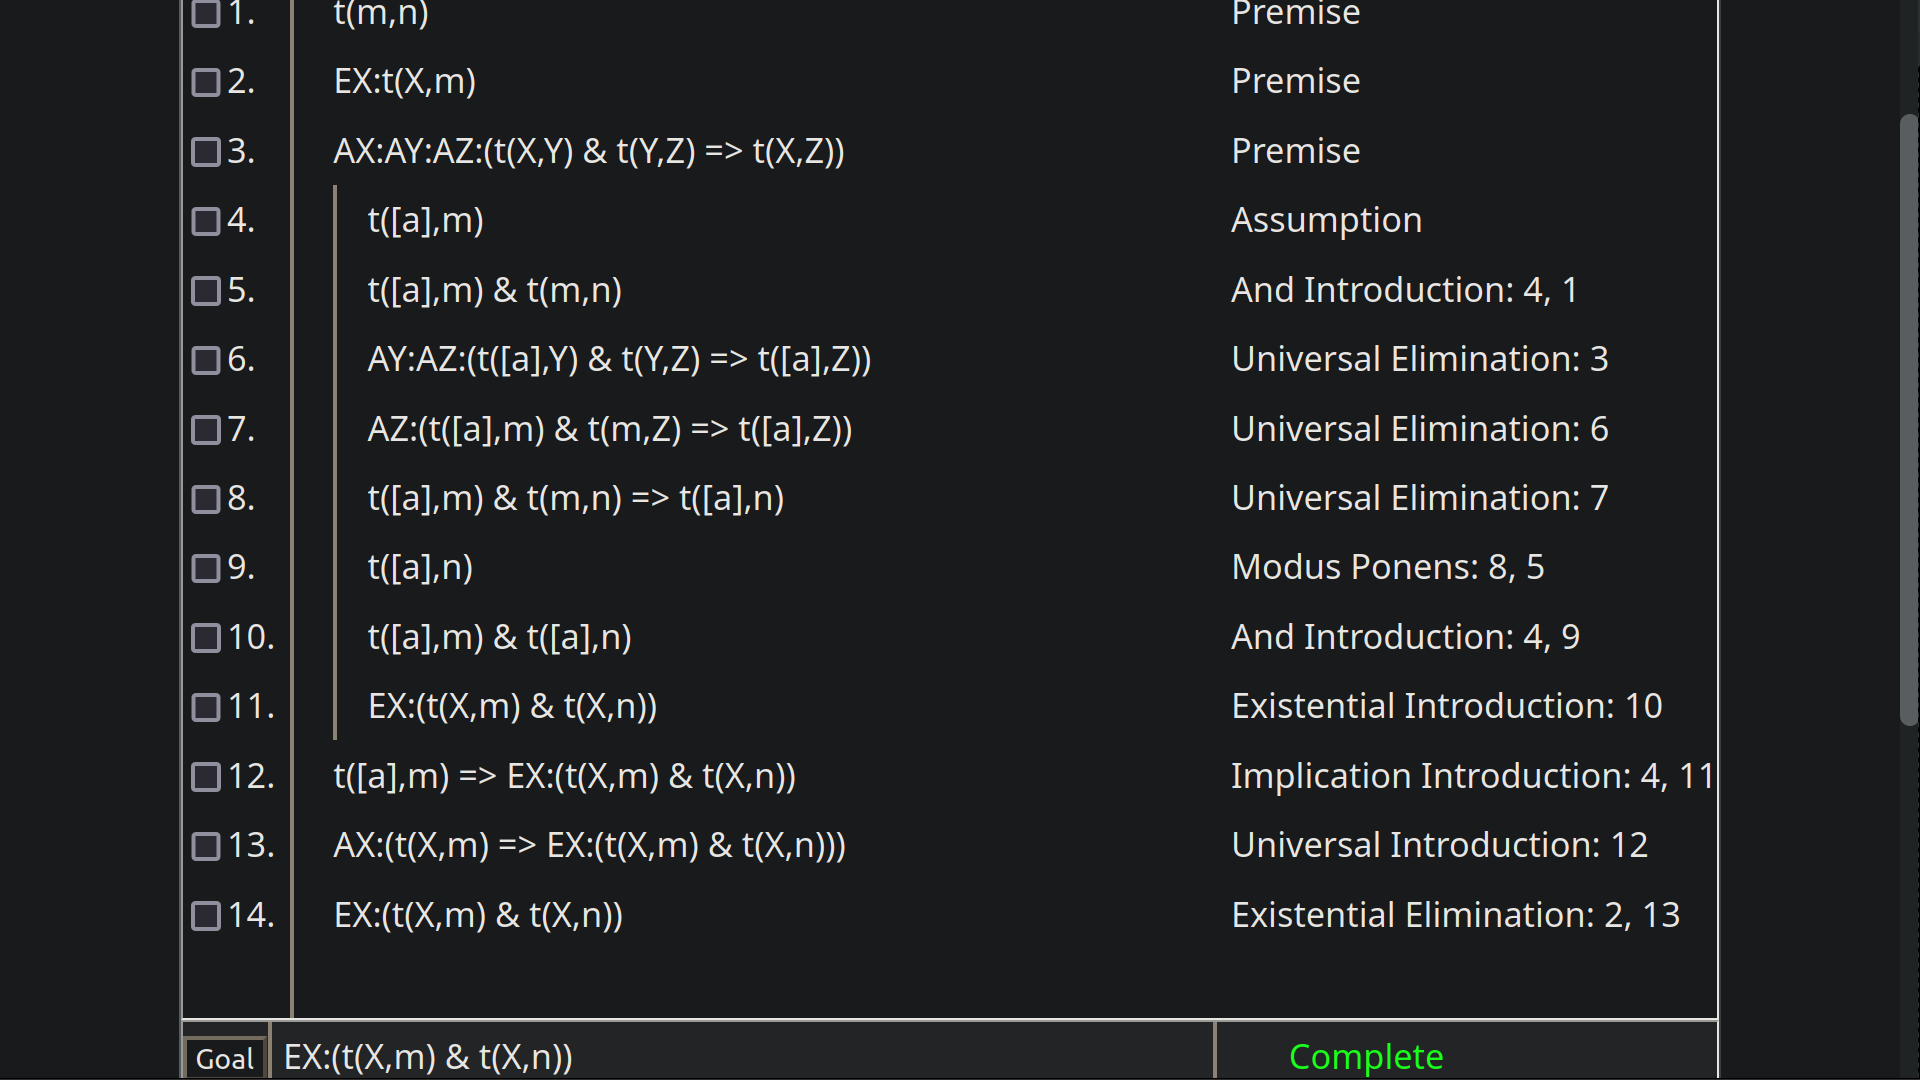 1. t(m,n) Premise
2. EX:t(X,m) Premise
3. AX:AY:AZ:(t(X,Y) & t(Y,Z) => t(X,Z)) Premise
4. t([a],m) Assumption
5. t([a],m) & t(m,n) And Introduction: 4, 1
6. AY:AZ:(t([a],Y) & t(Y,Z) => t([a],Z)) Universal Elimination: 3
7. AZ:(t([a],m) & t(m,Z) => t([a],Z)) Universal Elimination: 6
8. t([a],m) & t(m,n) => t([a],n) Universal Elimination: 7
9. t([a],n) Modus Ponens: 8, 5
10. t([a],m) & t([a],n) And Introduction: 4, 9
11. EX:(t(X,m) & t(X,n)) Existential Introduction: 10
12. t([a],m) => EX:(t(X,m) & t(X,n)) Implication Introduction: 4, 11
13. AX:(t(X,m) => EX:(t(X,m) & t(X,n))) Universal Introduction: 12
14. EX:(t(X,m) & t(X,n)) Existential Elimination: 2, 13
Goal EX:(t(X,m) & t(X,n)) Complete